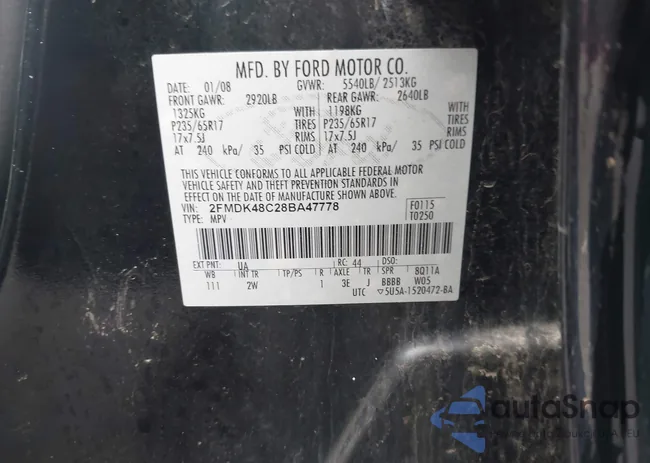 MFD. BY FORD MOTOR CO.
DATE: 01/08 GVWR: 5540LB/ 2513KG
FRONT GAWR: 2920LB REAR GAWR: 2640LB
1325KG WITH 1198KG WITH
P235/65R17 TIRES P235/65R17 TIRES
17x7.5J RIMS 17x7.5J RIMS
AT 240 kPa/ 35 PSI COLD AT 240 kPa/ 35 PSI COLD
THIS VEHICLE CONFORMS TO ALL APPLICABLE FEDERAL MOTOR
VEHICLE SAFETY AND THEFT PREVENTION STANDARDS IN
EFFECT ON THE DATE OF MANUFACTURE SHOWN ABOVE.
VIN: 2FMDK48C28BA47778 F0115
TYPE: MPV T0250
EXT PNT: UA RC: 44 DSO:
WB INT TR TP/PS R AXLE TR SPR 8Q11A
111 2W 1 3E J BBBB W05
UTC ▽5U5A-1520472-BA
autoSnap